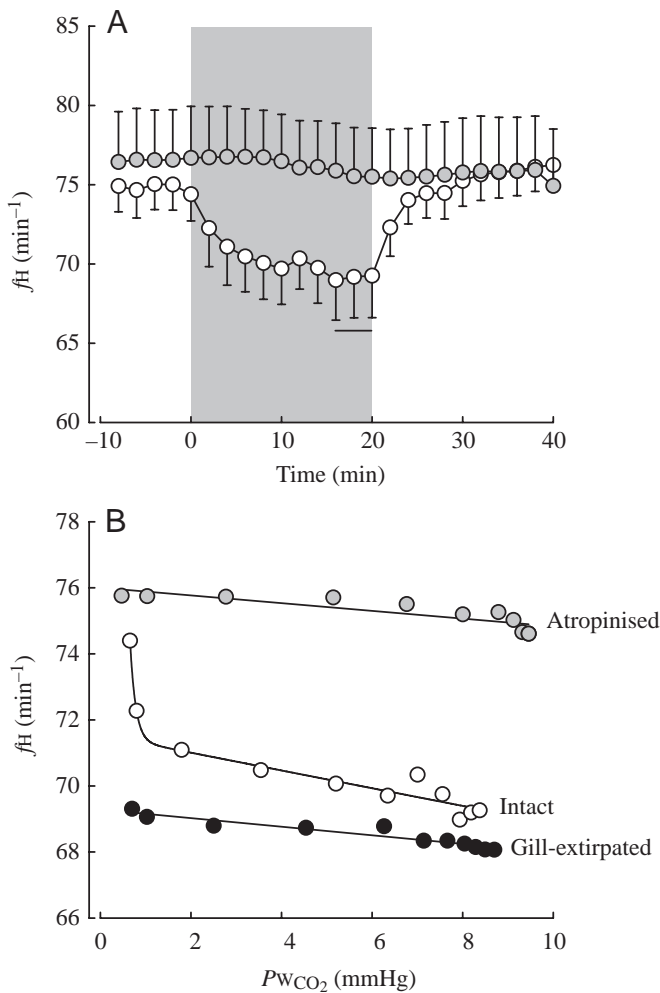 A
85
80
75
70
65
60
fH (min⁻¹)
–10 0 10 20 30 40
Time (min)
B
78
76
74
72
70
68
66
fH (min⁻¹)
Atropinised
Intact
Gill-extirpated
0 2 4 6 8 10
PwCO₂ (mmHg)